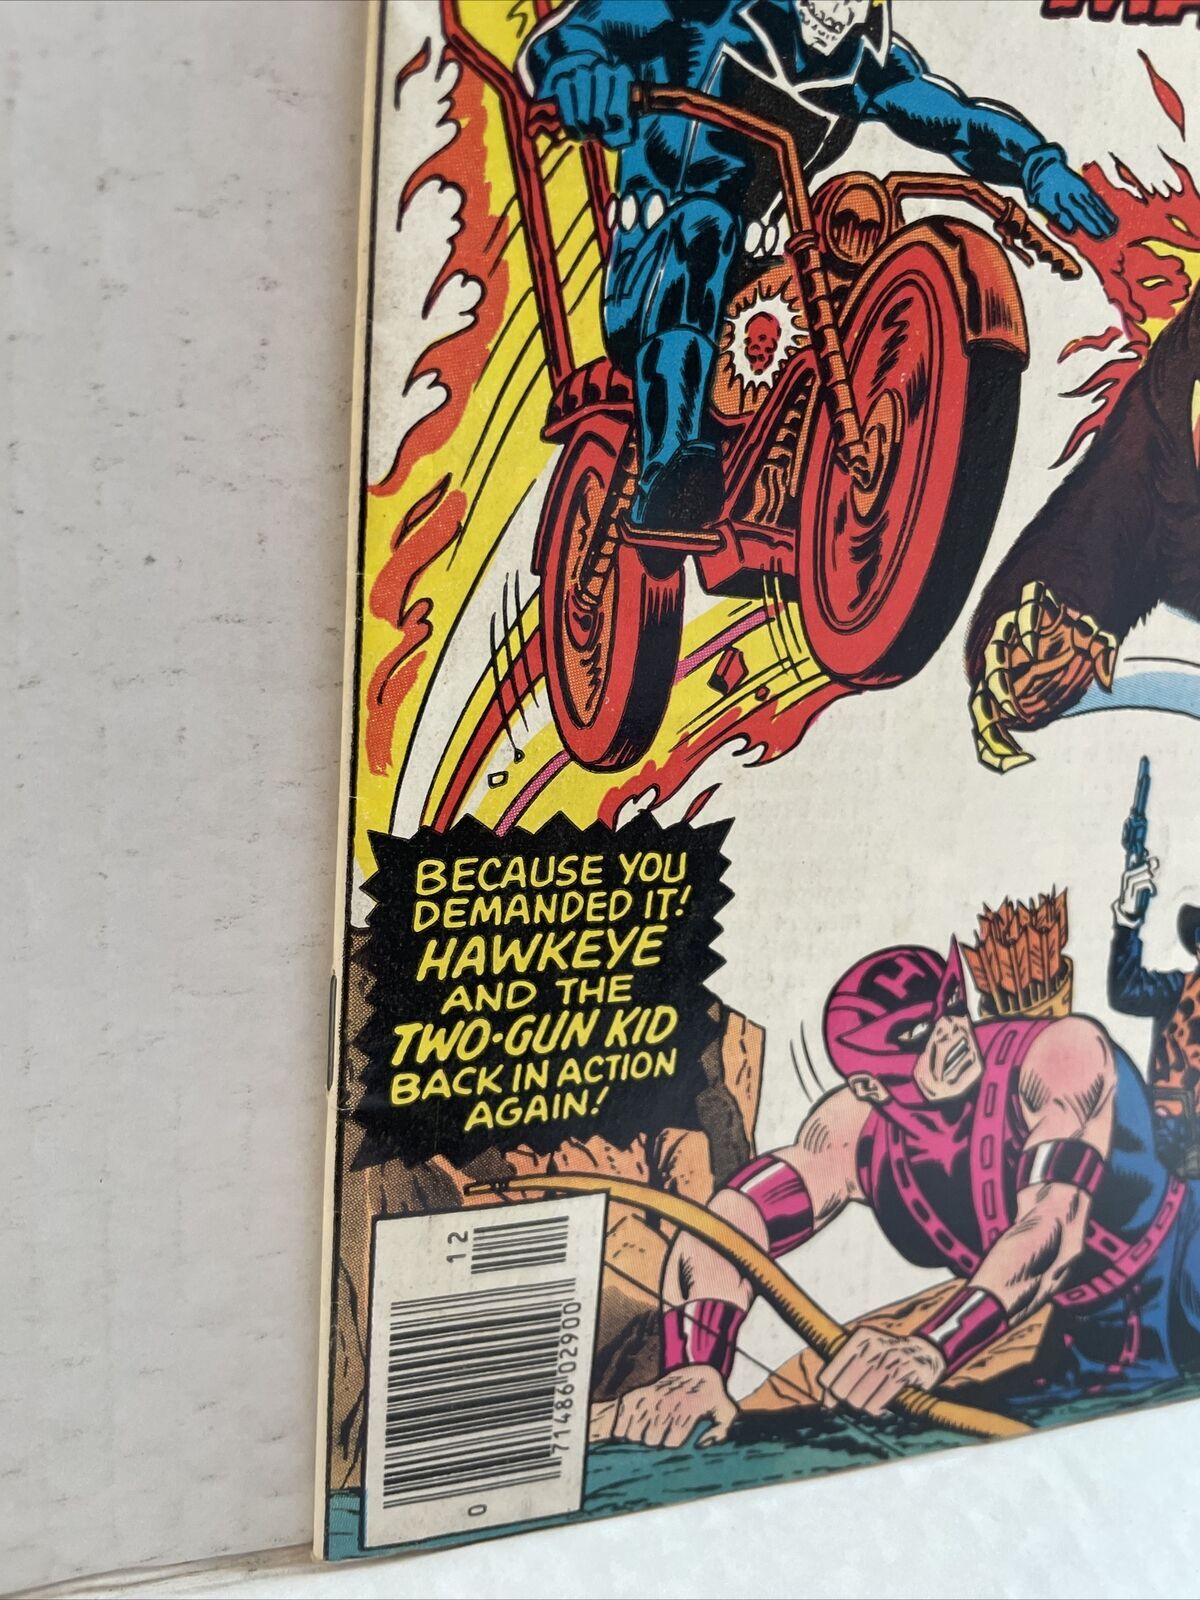 BECAUSE YOU
DEMANDED IT!
HAWKEYE
AND THE
TWO-GUN KID
BACK IN ACTION
AGAIN!
H
12
71486 02900
0